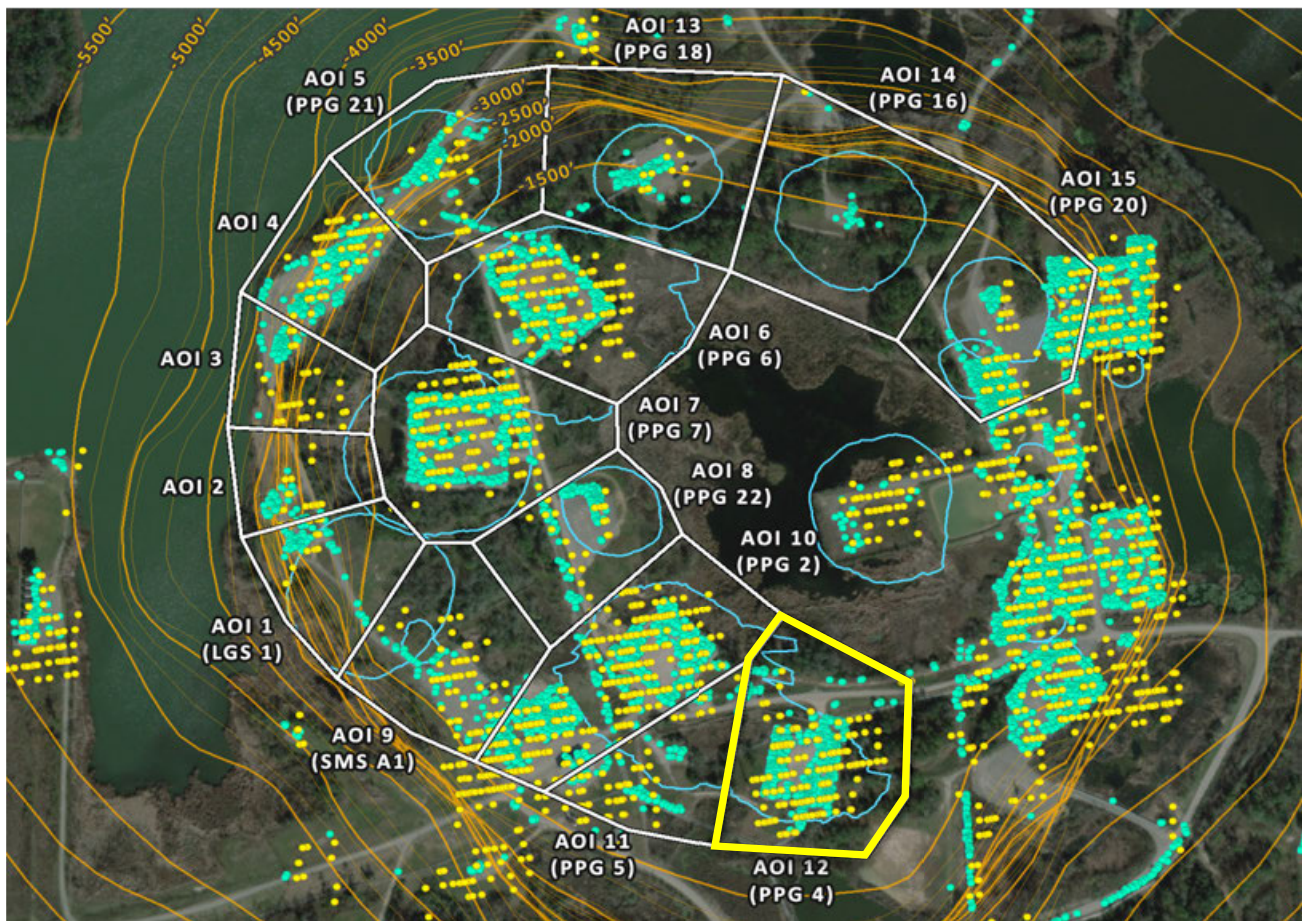 -5500'
-5000'
-4500'
-4000'
-3500'
-3000'
-2500'
-2000'
-1500'
AOI 13
(PPG 18)
AOI 14
(PPG 16)
AOI 5
(PPG 21)
AOI 15
(PPG 20)
AOI 4
AOI 3
AOI 6
(PPG 6)
AOI 7
(PPG 7)
AOI 2
AOI 8
(PPG 22)
AOI 10
(PPG 2)
AOI 1
(LGS 1)
AOI 9
(SMS A1)
AOI 11
(PPG 5)
AOI 12
(PPG 4)